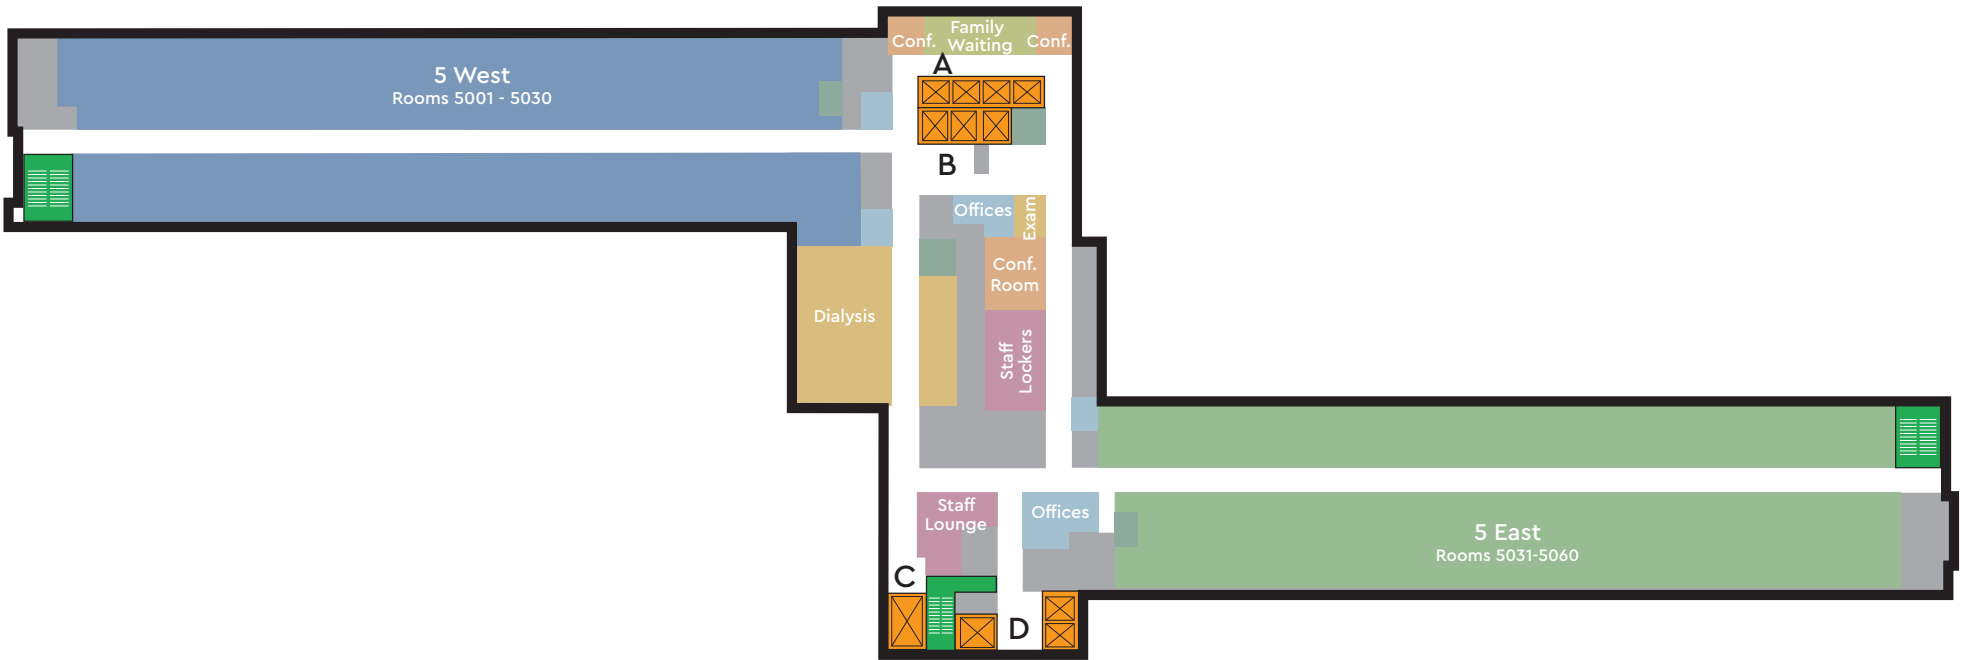 Family
Waiting
Conf.
Conf.
A
5 West
Rooms 5001 - 5030
B
Offices
Exam
Conf.
Room
Dialysis
Staff
Lockers
Staff
Lounge
Offices
5 East
Rooms 5031-5060
C
D